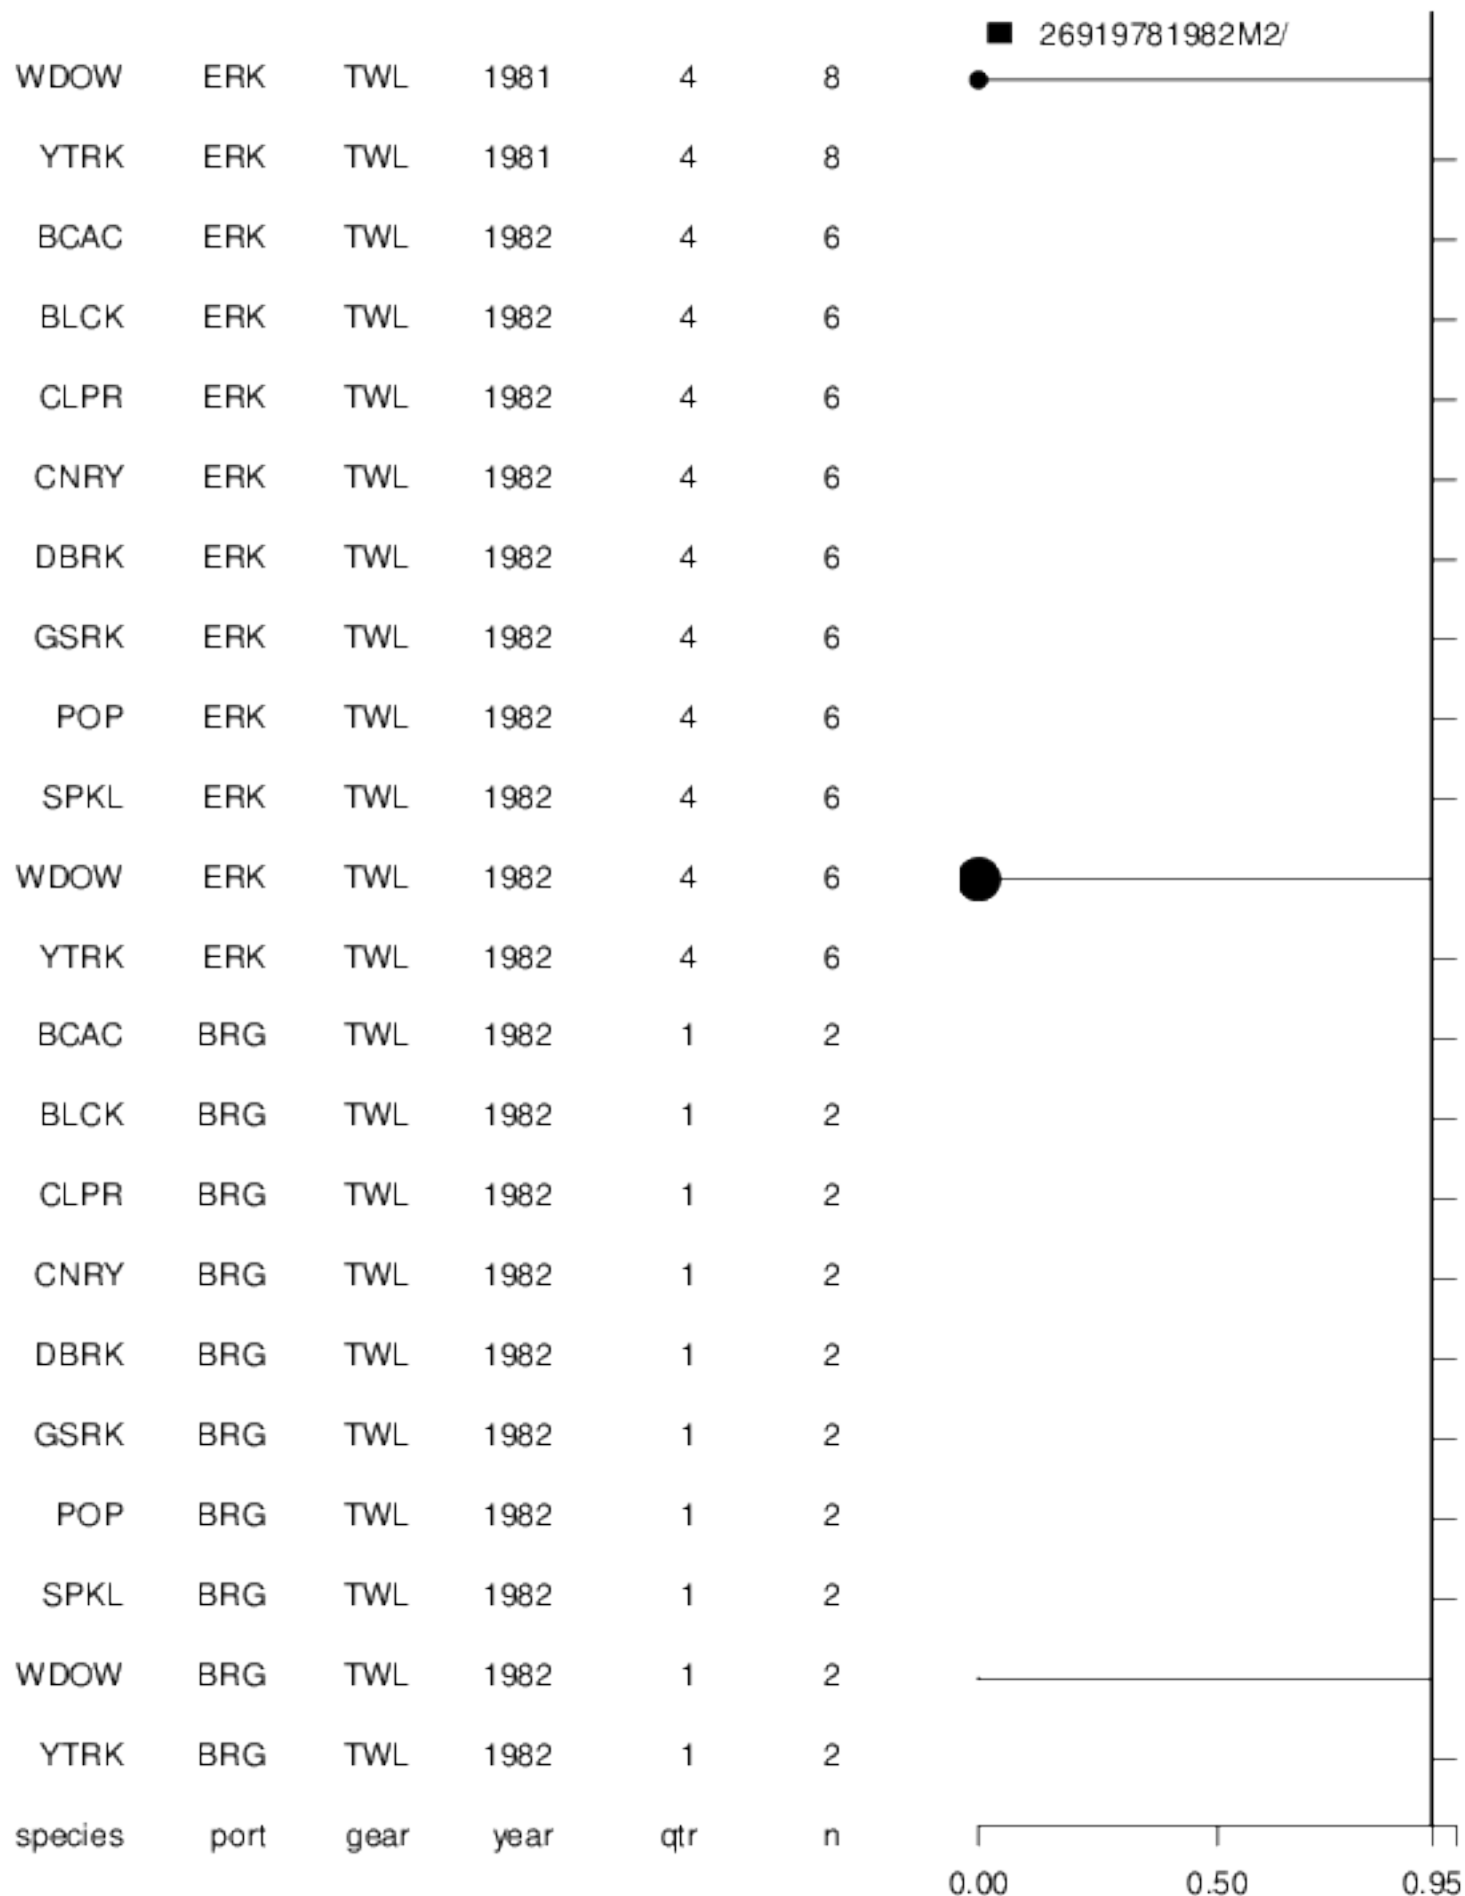 26919781982M2/
WDOW ERK TWL 1981 4 8
YTRK ERK TWL 1981 4 8
BCAC ERK TWL 1982 4 6
BLCK ERK TWL 1982 4 6
CLPR ERK TWL 1982 4 6
CNRY ERK TWL 1982 4 6
DBRK ERK TWL 1982 4 6
GSRK ERK TWL 1982 4 6
POP ERK TWL 1982 4 6
SPKL ERK TWL 1982 4 6
WDOW ERK TWL 1982 4 6
YTRK ERK TWL 1982 4 6
BCAC BRG TWL 1982 1 2
BLCK BRG TWL 1982 1 2
CLPR BRG TWL 1982 1 2
CNRY BRG TWL 1982 1 2
DBRK BRG TWL 1982 1 2
GSRK BRG TWL 1982 1 2
POP BRG TWL 1982 1 2
SPKL BRG TWL 1982 1 2
WDOW BRG TWL 1982 1 2
YTRK BRG TWL 1982 1 2
species port gear year qtr n
0.00 0.50 0.95